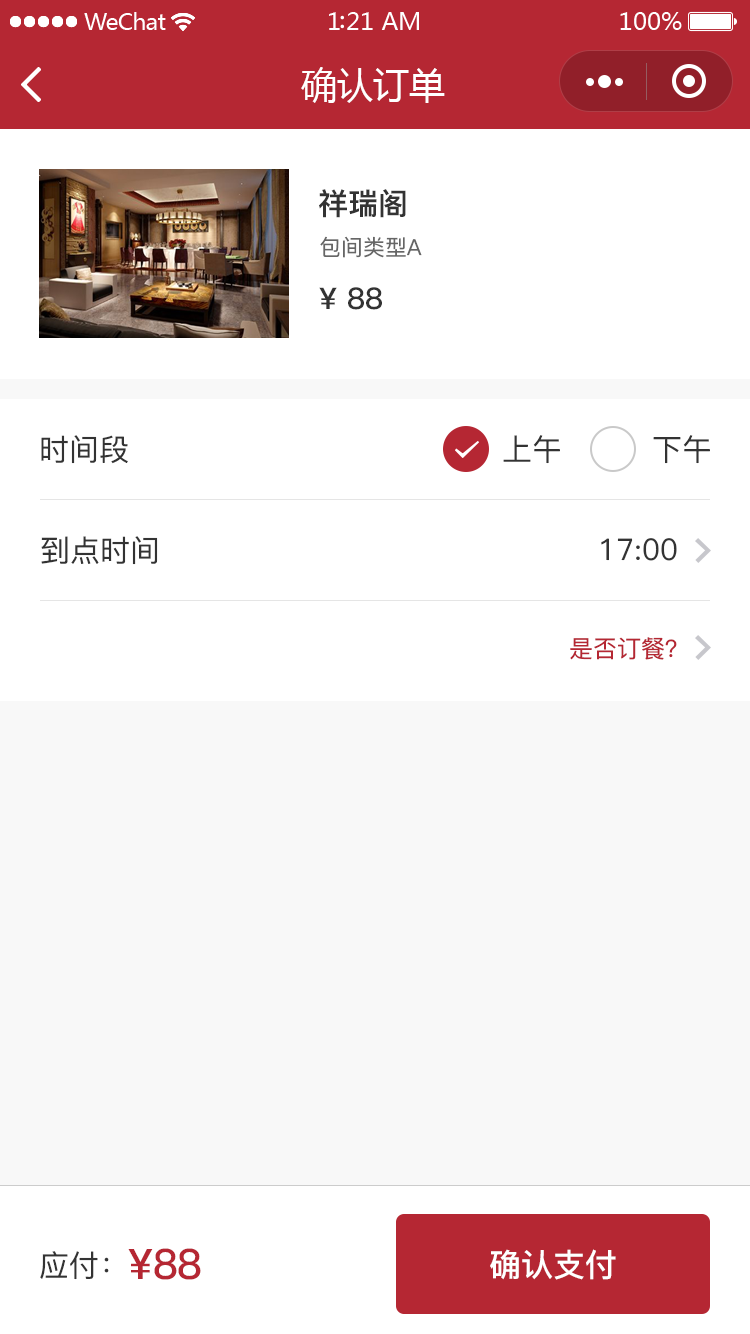 WeChat 1:21 AM 100%
确认订单
祥瑞阁
包间类型A
¥ 88
时间段 上午 下午
到点时间 17:00
是否订餐?
应付: ¥88 确认支付